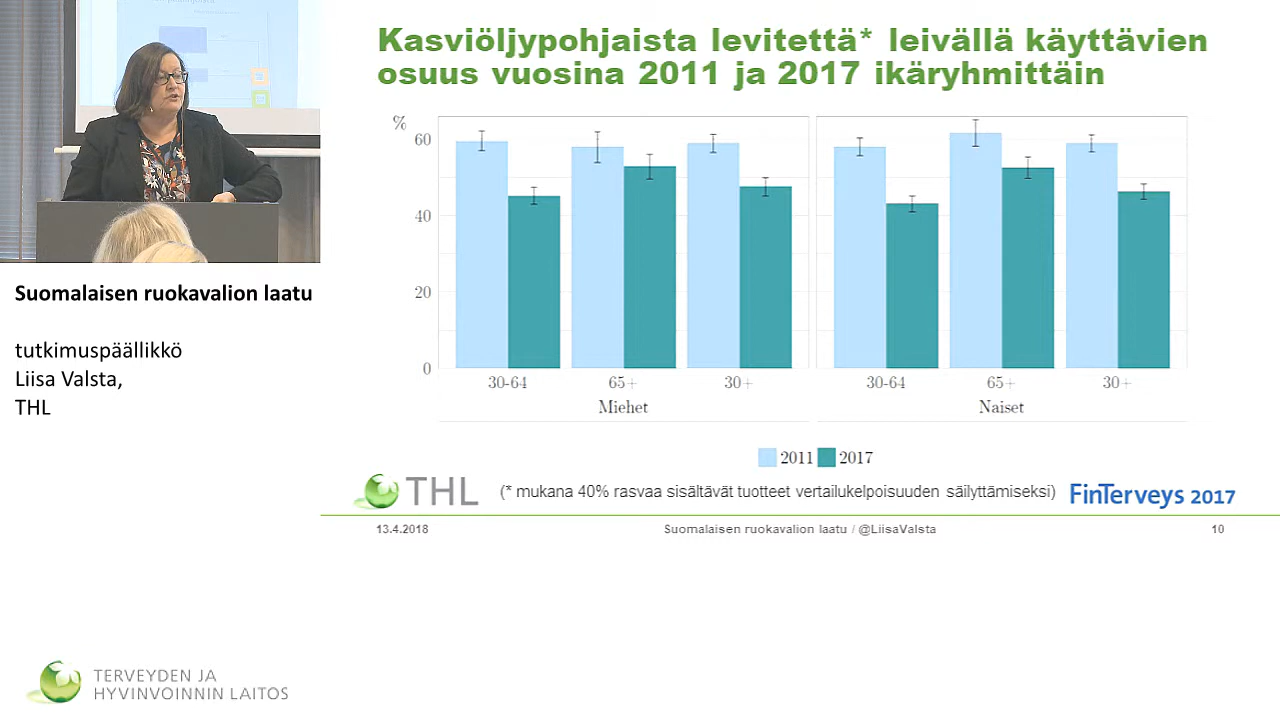 Kasviöljypohjaista levitettä* leivällä käyttävien
osuus vuosina 2011 ja 2017 ikäryhmittäin
%
60
40
20
0
30-64
65+
30+
30-64
65+
30+
Miehet
Naiset
2011
2017
THL
(* mukana 40% rasvaa sisältävät tuotteet vertailukelpoisuuden säilyttämiseksi)
FinTerveys 2017
13.4.2018
Suomalaisen ruokavalion laatu / @LiisaValsta
10
Suomalaisen ruokavalion laatu
tutkimuspäällikkö
Liisa Valsta,
THL
TERVEYDEN JA
HYVINVOINNIN LAITOS